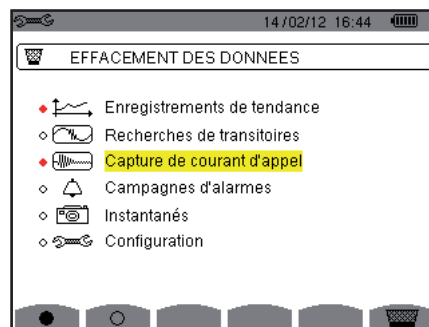 14/02/12 16:44
EFFACEMENT DES DONNEES
Enregistrements de tendance
Recherches de transitoires
Capture de courant d'appel
Campagnes d'alarmes
Instantanés
Configuration